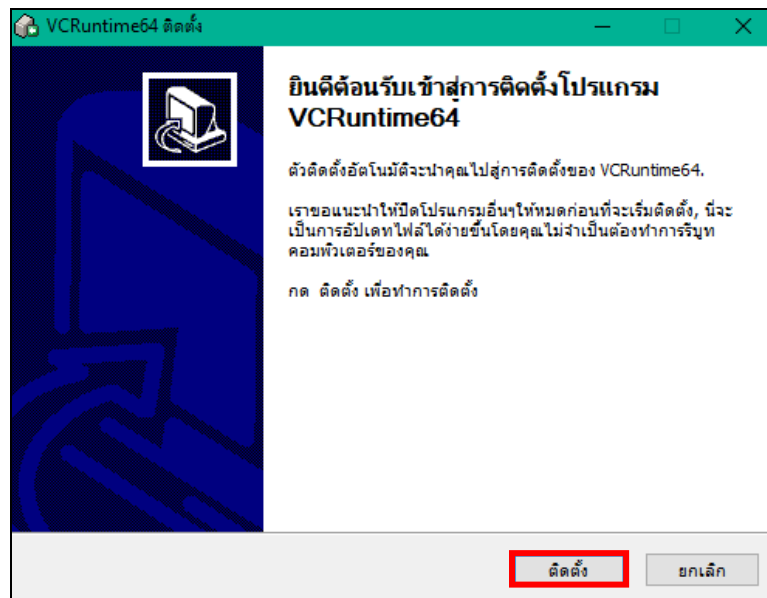 VCRuntime64 ติดตั้ง
ยินดีต้อนรับเข้าสู่การติดตั้งโปรแกรม
VCRuntime64
ตัวติดตั้งอัตโนมัติจะนำคุณไปสู่การติดตั้งของ VCRuntime64.
เราขอแนะนำให้ปิดโปรแกรมอื่นๆให้หมดก่อนที่จะเริ่มติดตั้ง, นี่จะ
เป็นการอัปเดทไฟล์ได้ง่ายขึ้นโดยคุณไม่จำเป็นต้องทำการรีบูท
คอมพิวเตอร์ของคุณ
กด ติดตั้ง เพื่อทำการติดตั้ง
ติดตั้ง
ยกเลิก